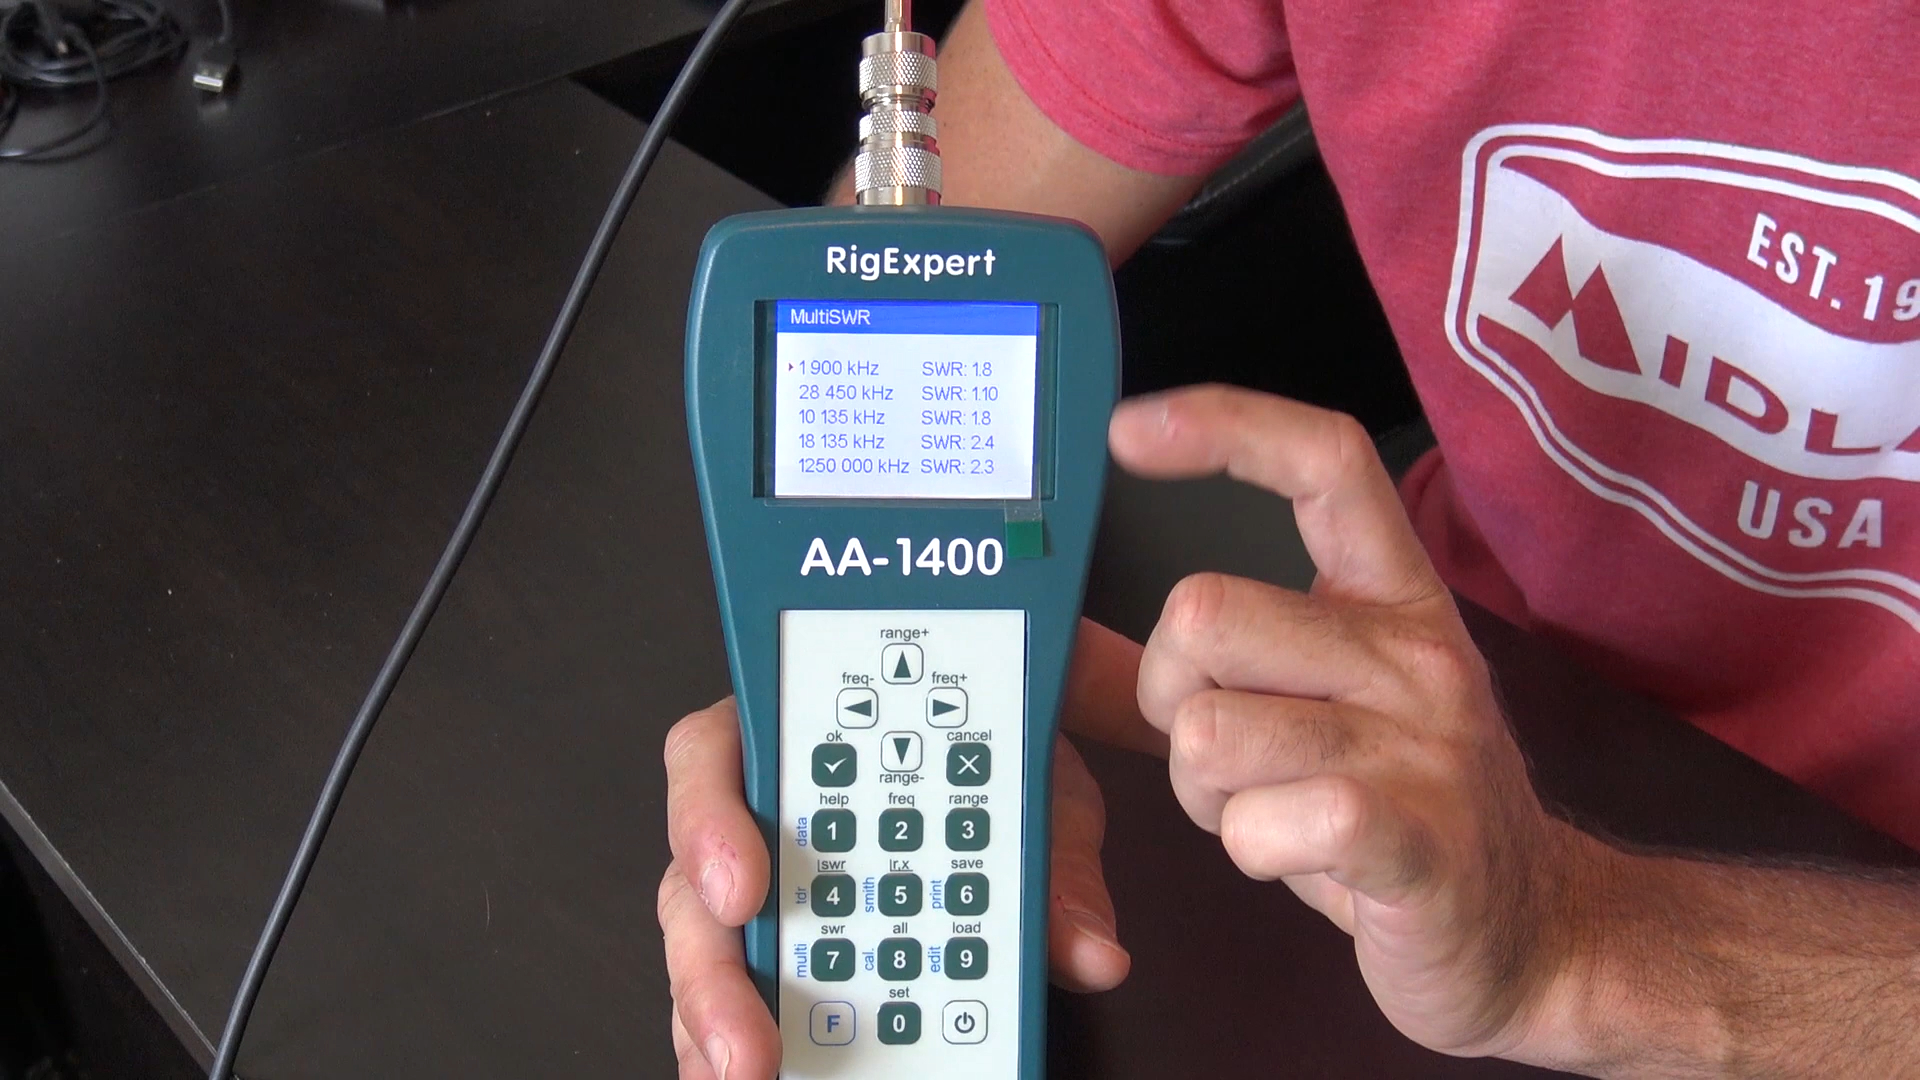 RigExpert
MultiSWR
1 900 kHz SWR: 1.8
28 450 kHz SWR: 1.10
10 135 kHz SWR: 1.8
18 135 kHz SWR: 2.4
1250 000 kHz SWR: 2.3
AA-1400
range+
freq- freq+
ok cancel
range-
help freq range
data 1 2 3
swr r,x save
tdr 4 smith 5 print 6
swr all load
multi 7 cal. 8 edit 9
set
F 0
EST. 19
MIDL
USA